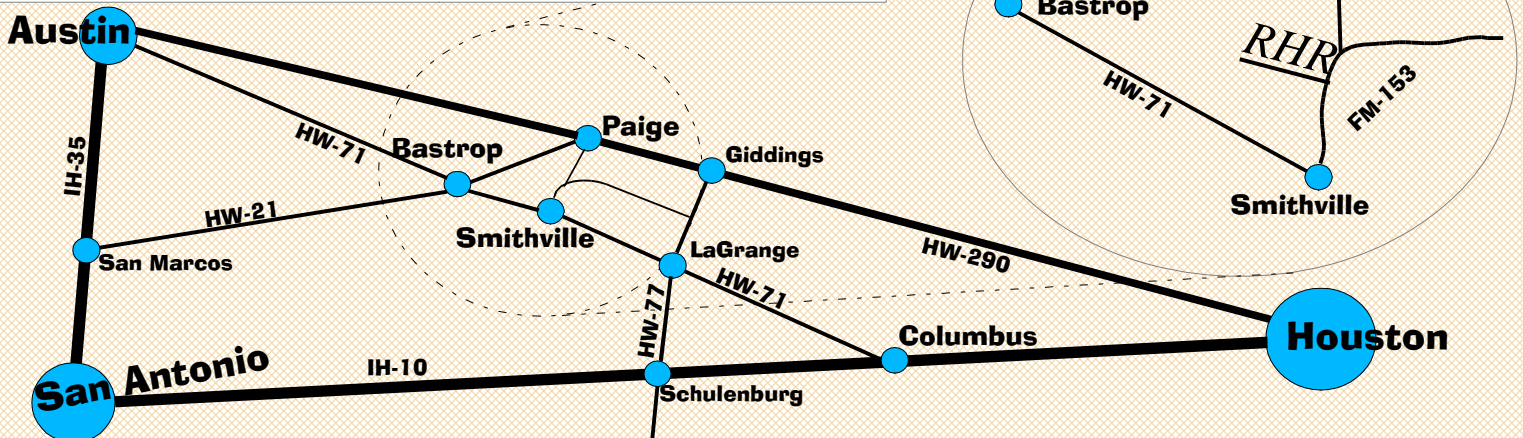 Austin
Bastrop
RHR
HW-71
FM-153
Smithville
HW-71
Paige
Bastrop
Giddings
IH-35
HW-21
Smithville
LaGrange
HW-290
San Marcos
HW-71
HW-77
Columbus
Houston
San Antonio
IH-10
Schulenburg